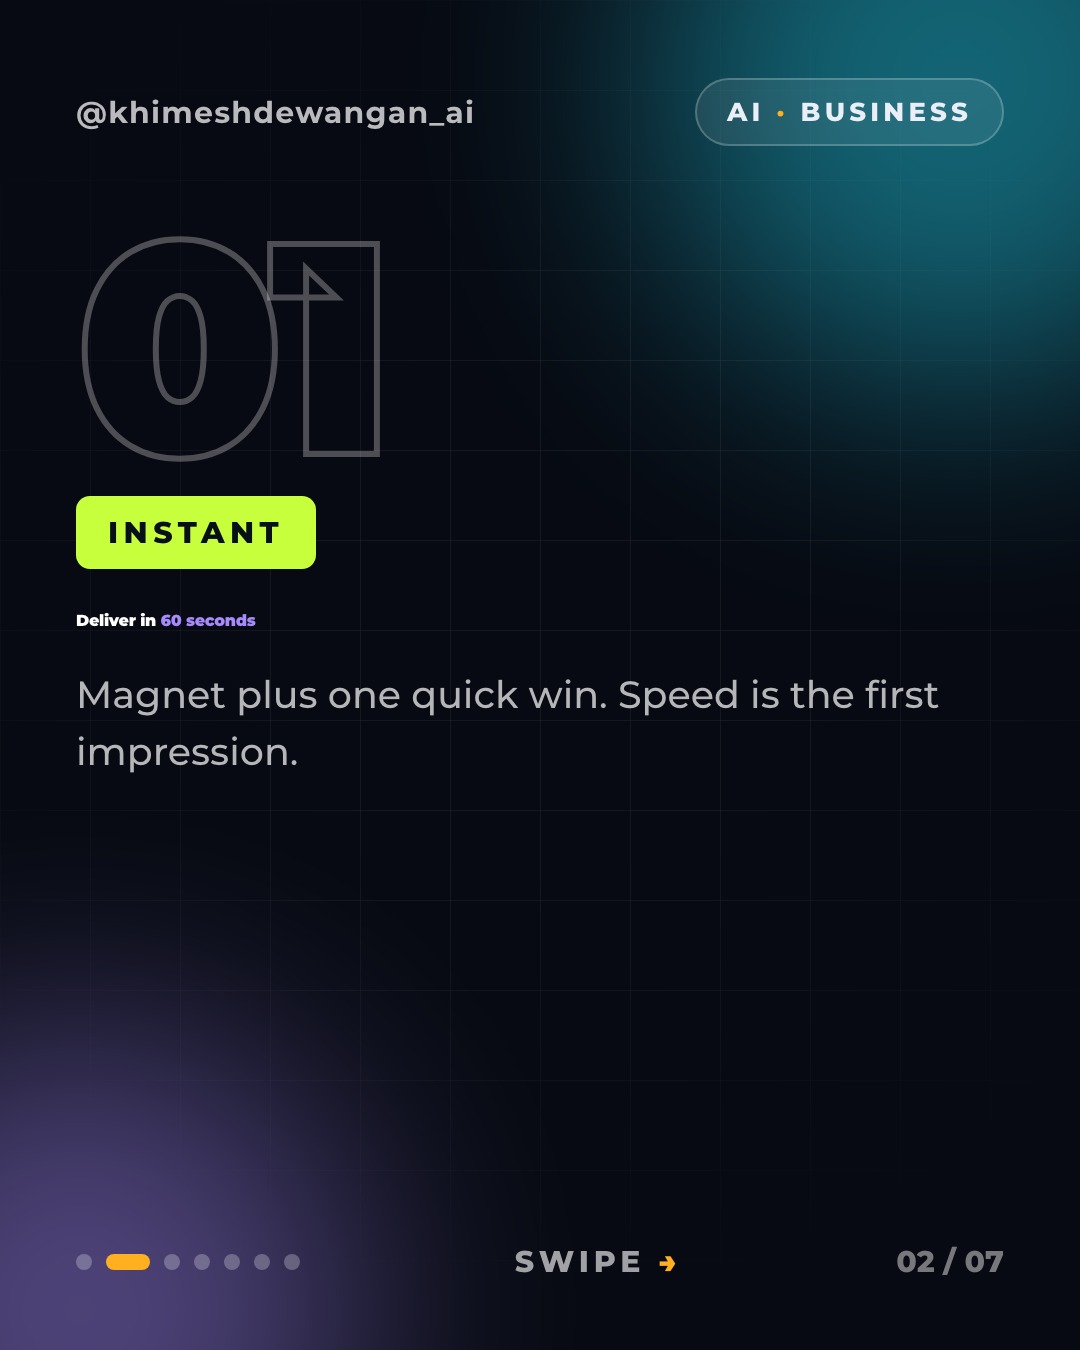 @khimeshdewangan_ai
AI • BUSINESS
01
INSTANT
Deliver in 60 seconds
Magnet plus one quick win. Speed is the first
impression.
SWIPE →
02 / 07